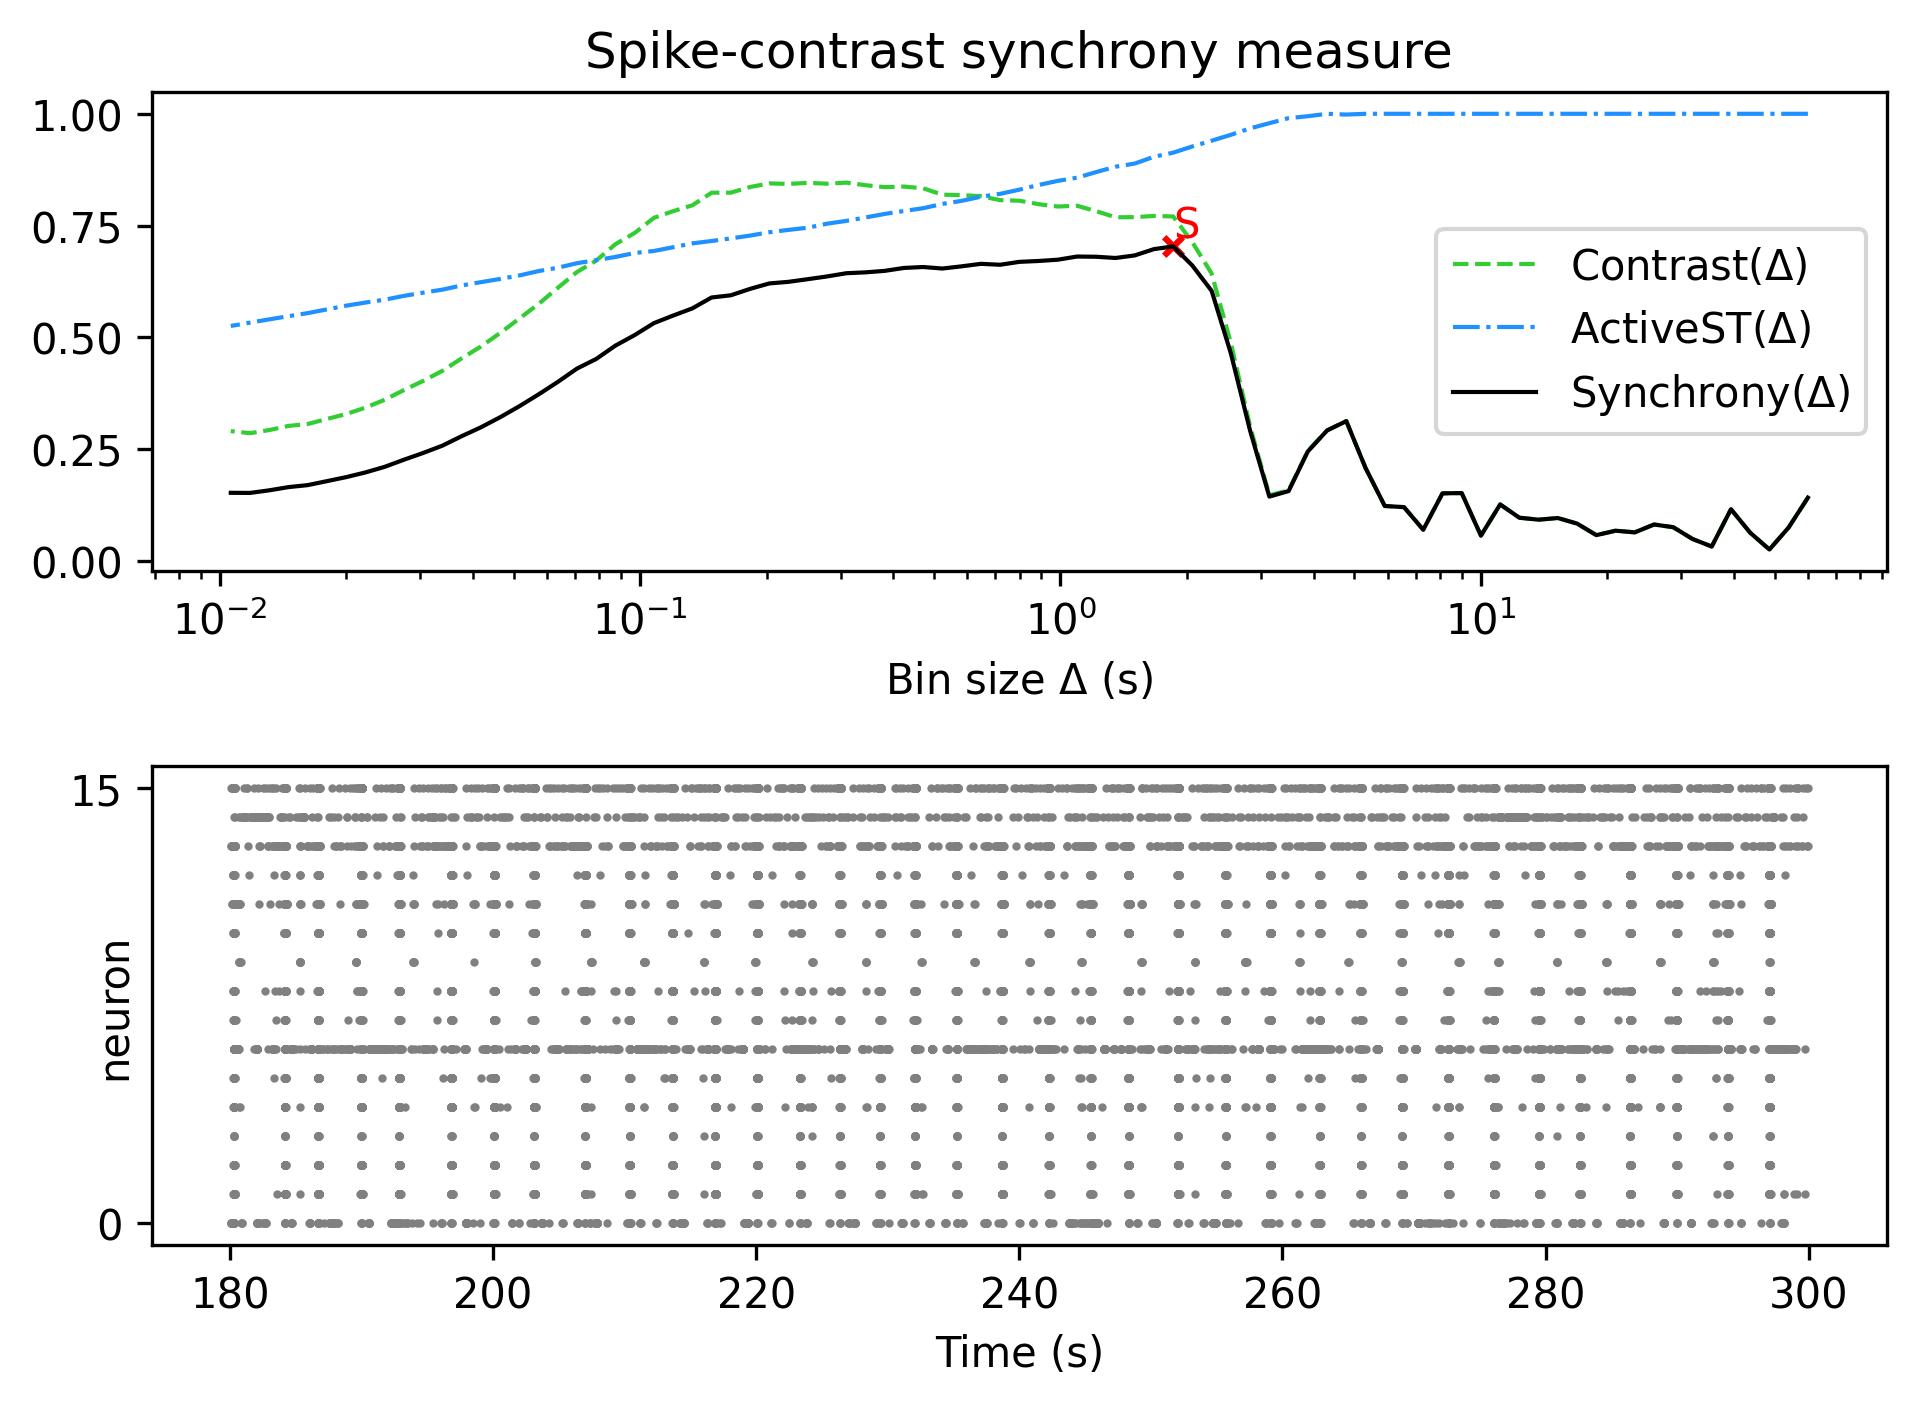 Spike-contrast synchrony measure
1.00
0.75
0.50
0.25
0.00
S
Contrast(Δ)
ActiveST(Δ)
Synchrony(Δ)
10⁻² 10⁻¹ 10⁰ 10¹
Bin size Δ (s)
15
0
neuron
180 200 220 240 260 280 300
Time (s)